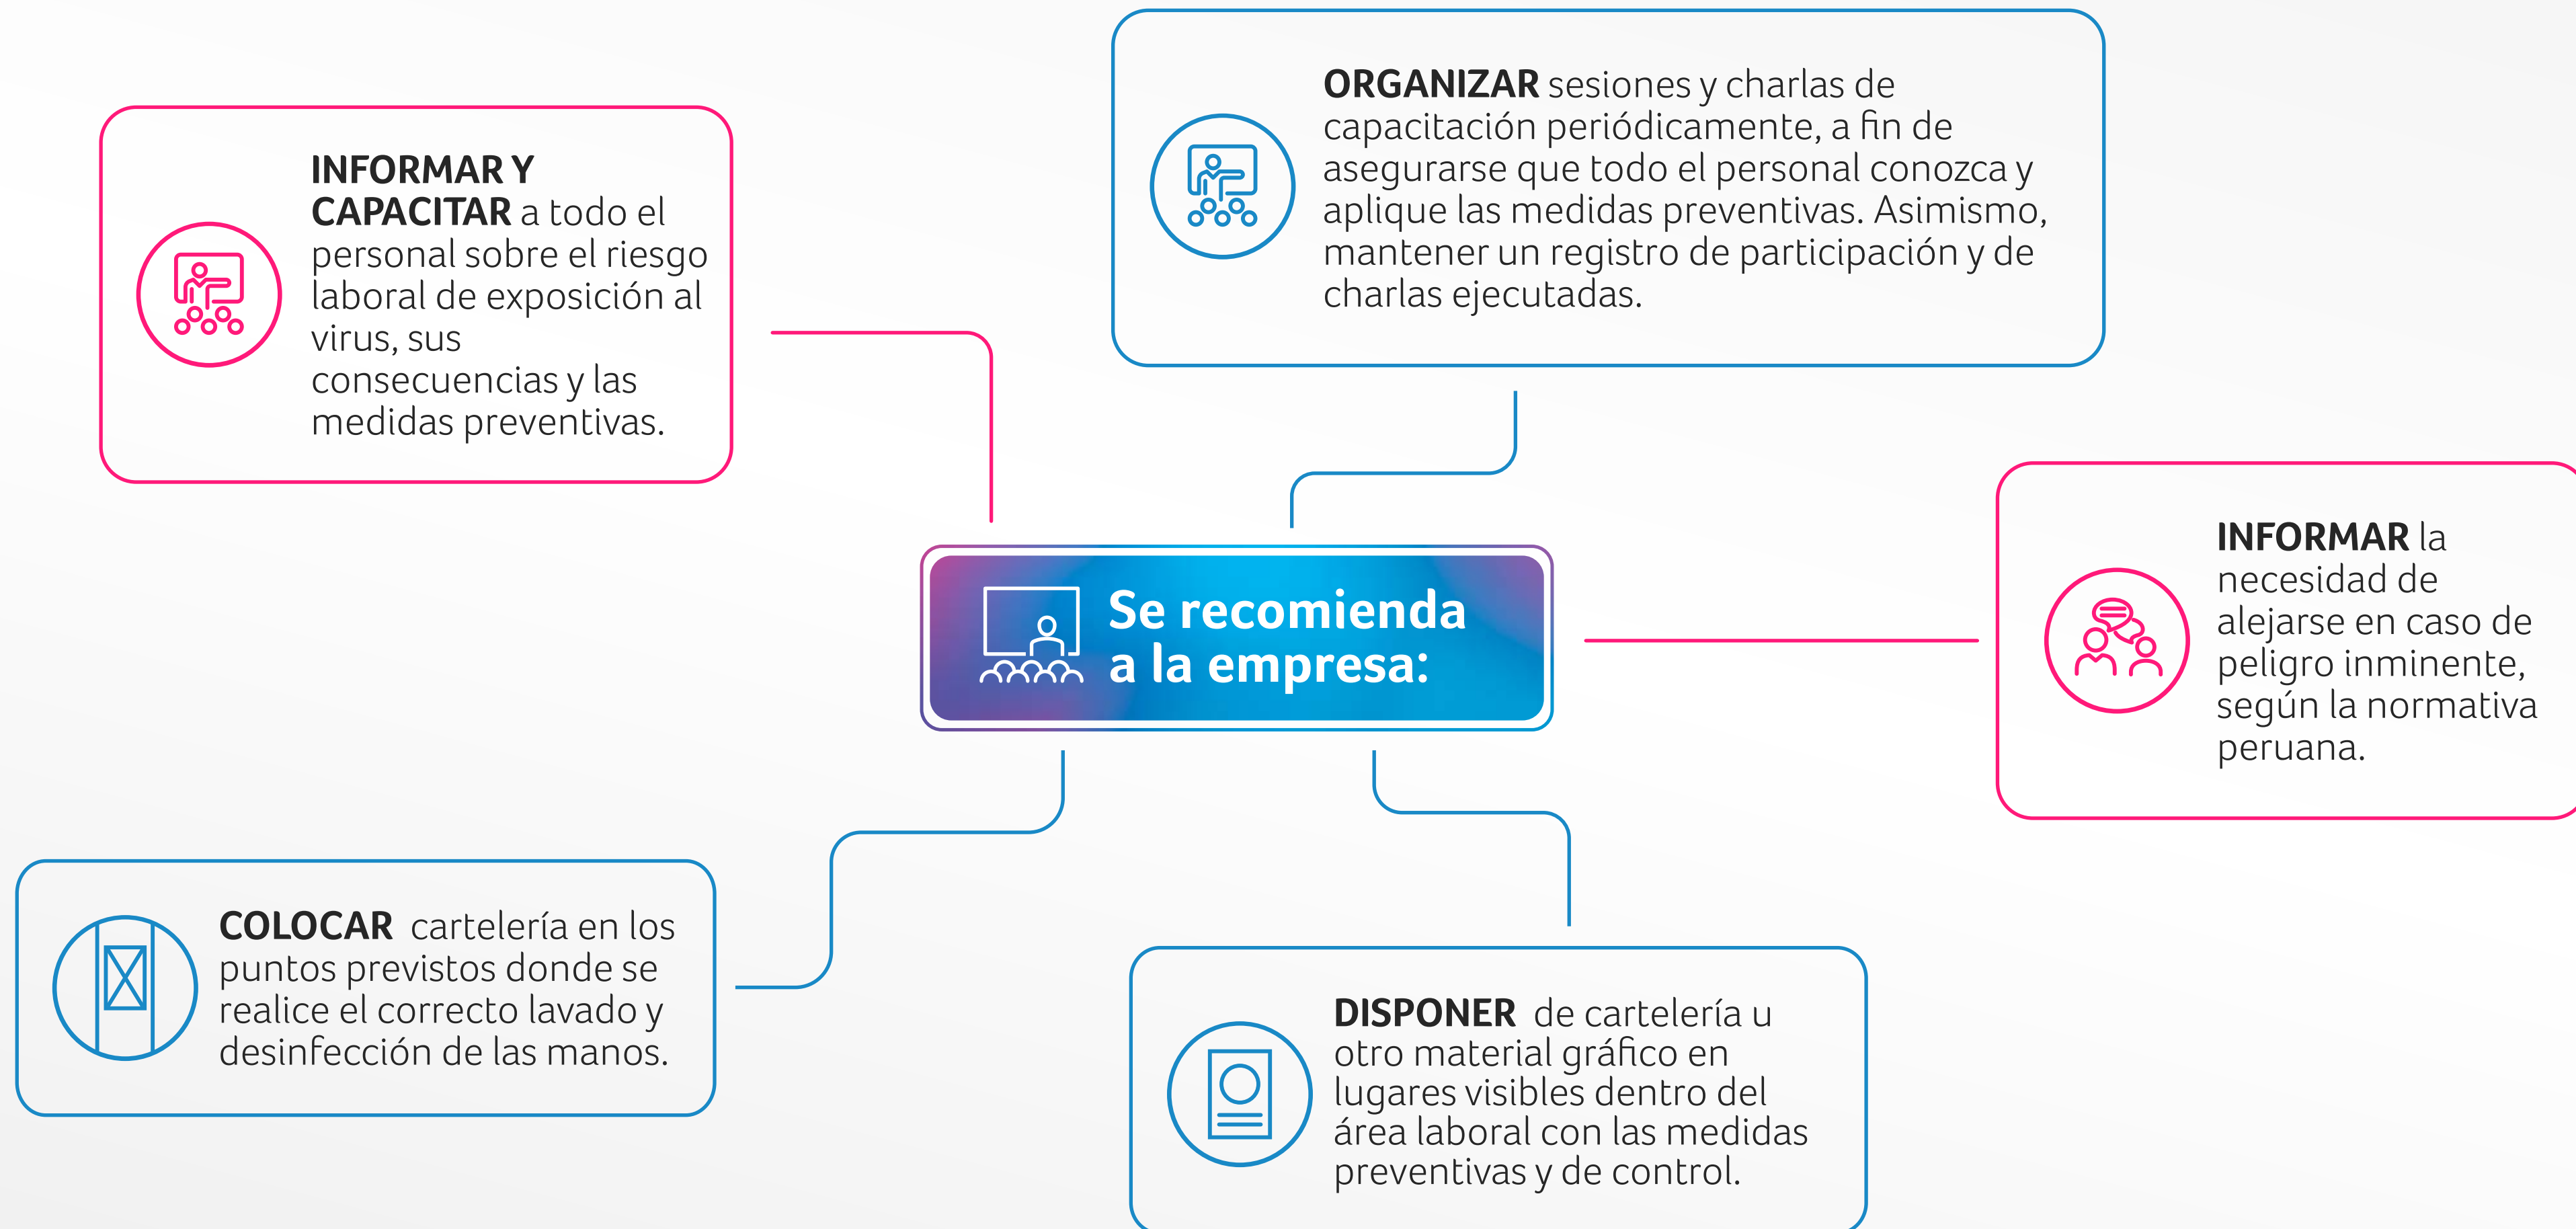 INFORMAR Y
CAPACITAR a todo el
personal sobre el riesgo
laboral de exposición al
virus, sus
consecuencias y las
medidas preventivas.
ORGANIZAR sesiones y charlas de
capacitación periódicamente, a fin de
asegurarse que todo el personal conozca y
aplique las medidas preventivas. Asimismo,
mantener un registro de participación y de
charlas ejecutadas.
Se recomienda
a la empresa:
INFORMAR la
necesidad de
alejarse en caso de
peligro inminente,
según la normativa
peruana.
COLOCAR cartelería en los
puntos previstos donde se
realice el correcto lavado y
desinfección de las manos.
DISPONER de cartelería u
otro material gráfico en
lugares visibles dentro del
área laboral con las medidas
preventivas y de control.